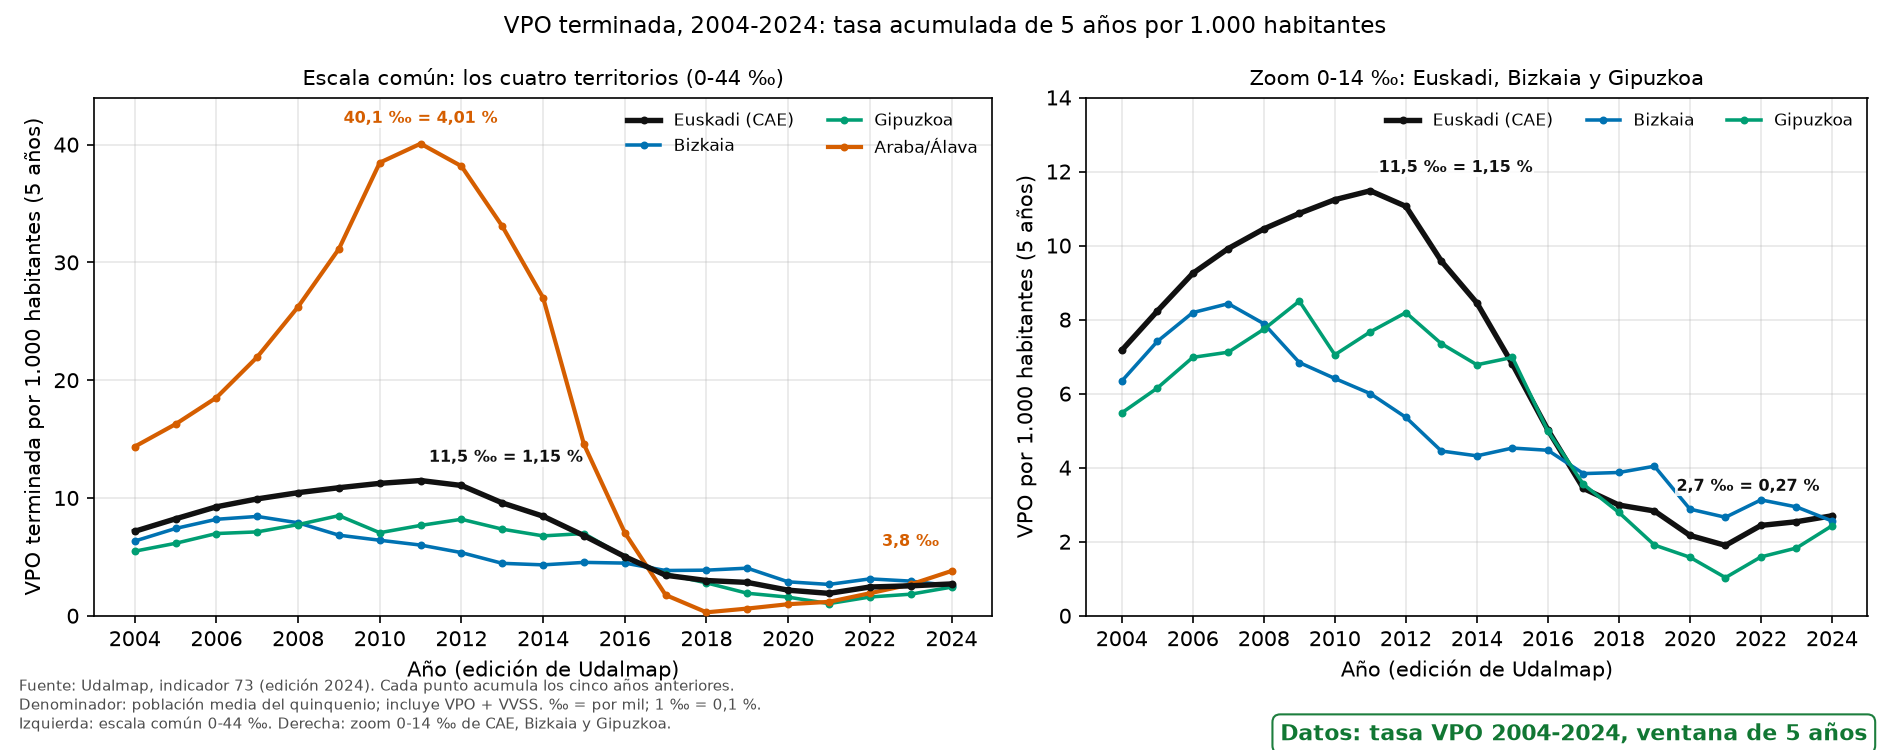 VPO terminada, 2004-2024: tasa acumulada de 5 años por 1.000 habitantes
Escala común: los cuatro territorios (0-44 ‰)
VPO terminada por 1.000 habitantes (5 años)
40
30
20
10
0
40,1 ‰ = 4,01 %
Euskadi (CAE)
Bizkaia
Gipuzkoa
Araba/Álava
11,5 ‰ = 1,15 %
3,8 ‰
2004 2006 2008 2010 2012 2014 2016 2018 2020 2022 2024
Año (edición de Udalmap)
Zoom 0-14 ‰: Euskadi, Bizkaia y Gipuzkoa
VPO por 1.000 habitantes (5 años)
14
12
10
8
6
4
2
0
Euskadi (CAE) Bizkaia Gipuzkoa
11,5 ‰ = 1,15 %
2,7 ‰ = 0,27 %
2004 2006 2008 2010 2012 2014 2016 2018 2020 2022 2024
Año (edición de Udalmap)
Fuente: Udalmap, indicador 73 (edición 2024). Cada punto acumula los cinco años anteriores.
Denominador: población media del quinquenio; incluye VPO + VVSS. ‰ = por mil; 1 ‰ = 0,1 %.
Izquierda: escala común 0-44 ‰. Derecha: zoom 0-14 ‰ de CAE, Bizkaia y Gipuzkoa.
Datos: tasa VPO 2004-2024, ventana de 5 años